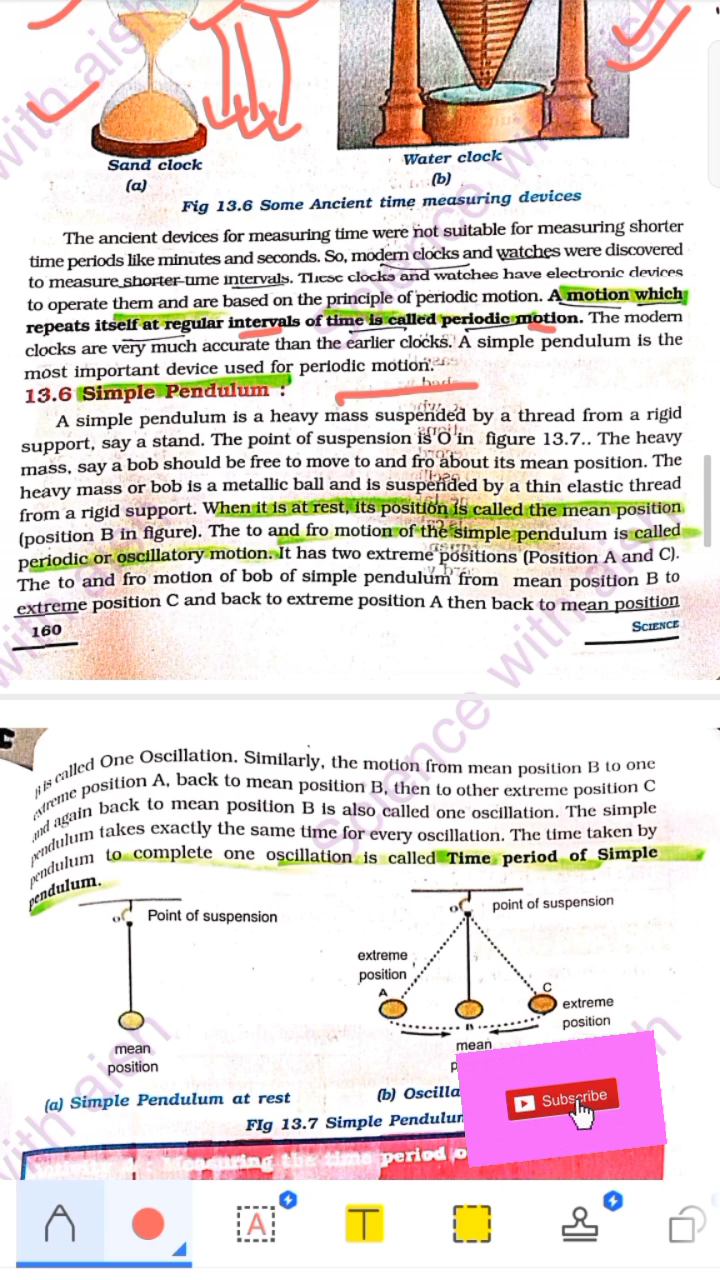 Sand clock
(a)
Water clock
(b)
Fig 13.6 Some Ancient time measuring devices
The ancient devices for measuring time were not suitable for measuring shorter
time periods like minutes and seconds. So, modern clocks and watches were discovered
to measure shorter time intervals. These clocks and watches have electronic devices
to operate them and are based on the principle of periodic motion. A motion which
repeats itself at regular intervals of time is called periodic motion. The modern
clocks are very much accurate than the earlier clocks. A simple pendulum is the
most important device used for periodic motion.
13.6 Simple Pendulum :
A simple pendulum is a heavy mass suspended by a thread from a rigid
support, say a stand. The point of suspension is 'O' in figure 13.7.. The heavy
mass, say a bob should be free to move to and fro about its mean position. The
heavy mass or bob is a metallic ball and is suspended by a thin elastic thread
from a rigid support. When it is at rest, its position is called the mean position
(position B in figure). The to and fro motion of the simple pendulum is called
periodic or oscillatory motion. It has two extreme positions (Position A and C).
The to and fro motion of bob of simple pendulum from mean position B to
extreme position C and back to extreme position A then back to mean position
160
SCIENCE
is called One Oscillation. Similarly, the motion from mean position B to one
extreme position A, back to mean position B, then to other extreme position C
and again back to mean position B is also called one oscillation. The simple
pendulum takes exactly the same time for every oscillation. The time taken by
pendulum to complete one oscillation is called Time period of Simple
pendulum.
o
Point of suspension
mean
position
o
point of suspension
extreme
position
A
C
extreme
position
B
mean
(a) Simple Pendulum at rest
(b) Oscilla
FIg 13.7 Simple Pendulu
Measuring the time period o
Subscribe
Science with aish
A
T